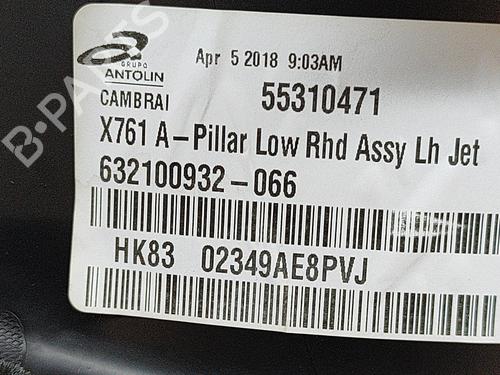 GRUPO
ANTOLIN
Apr 5 2018 9:03AM
CAMBRAI
55310471
X761 A-Pillar Low Rhd Assy Lh Jet
632100932-066
HK83 02349AE8PVJ
B-PARTS